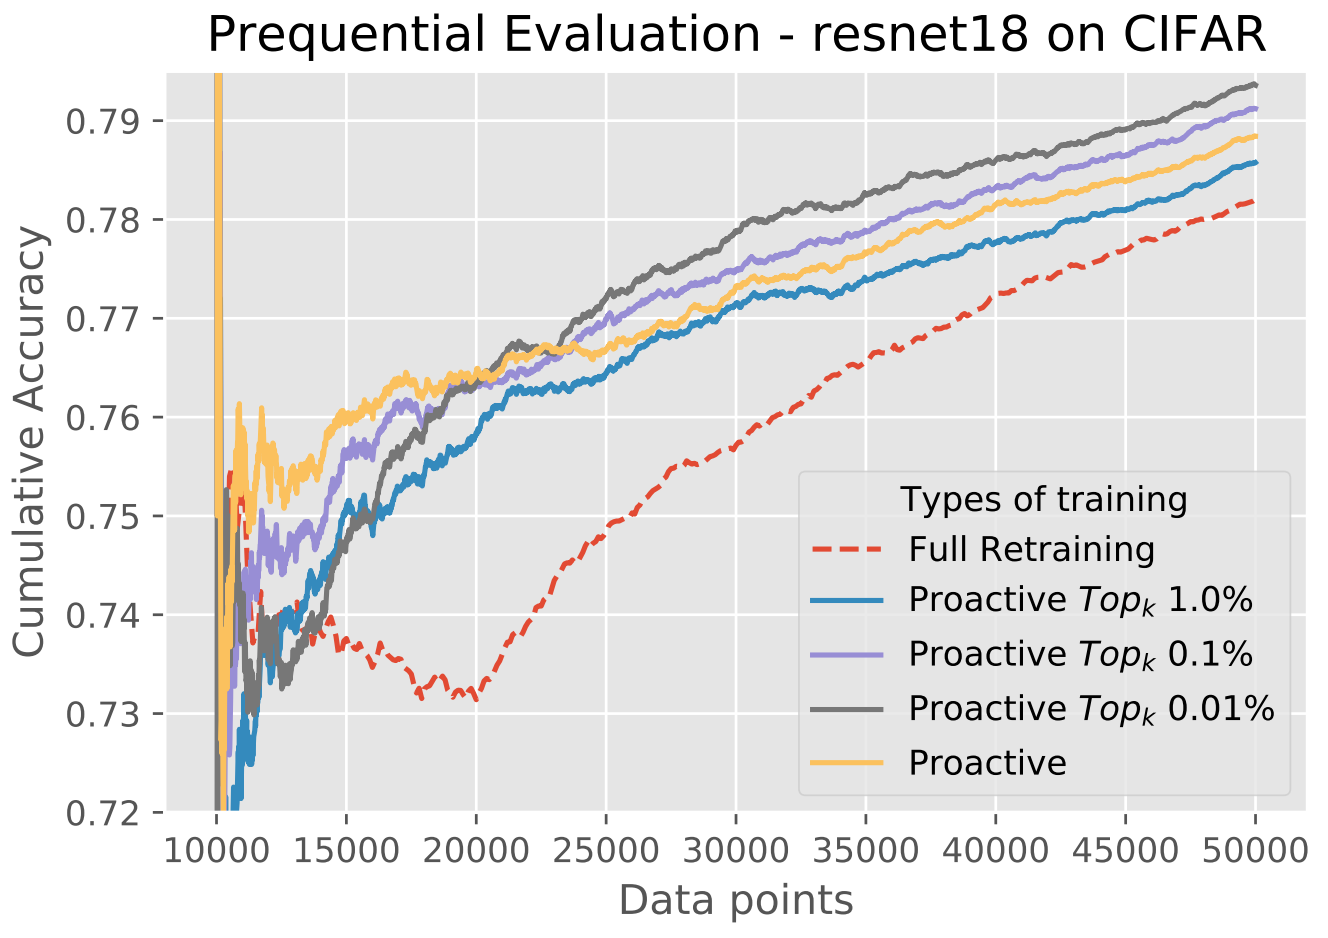 Prequential Evaluation - resnet18 on CIFAR
Cumulative Accuracy
0.79
0.78
0.77
0.76
0.75
0.74
0.73
0.72
Types of training
Full Retraining
Proactive Topk 1.0%
Proactive Topk 0.1%
Proactive Topk 0.01%
Proactive
10000 15000 20000 25000 30000 35000 40000 45000 50000
Data points